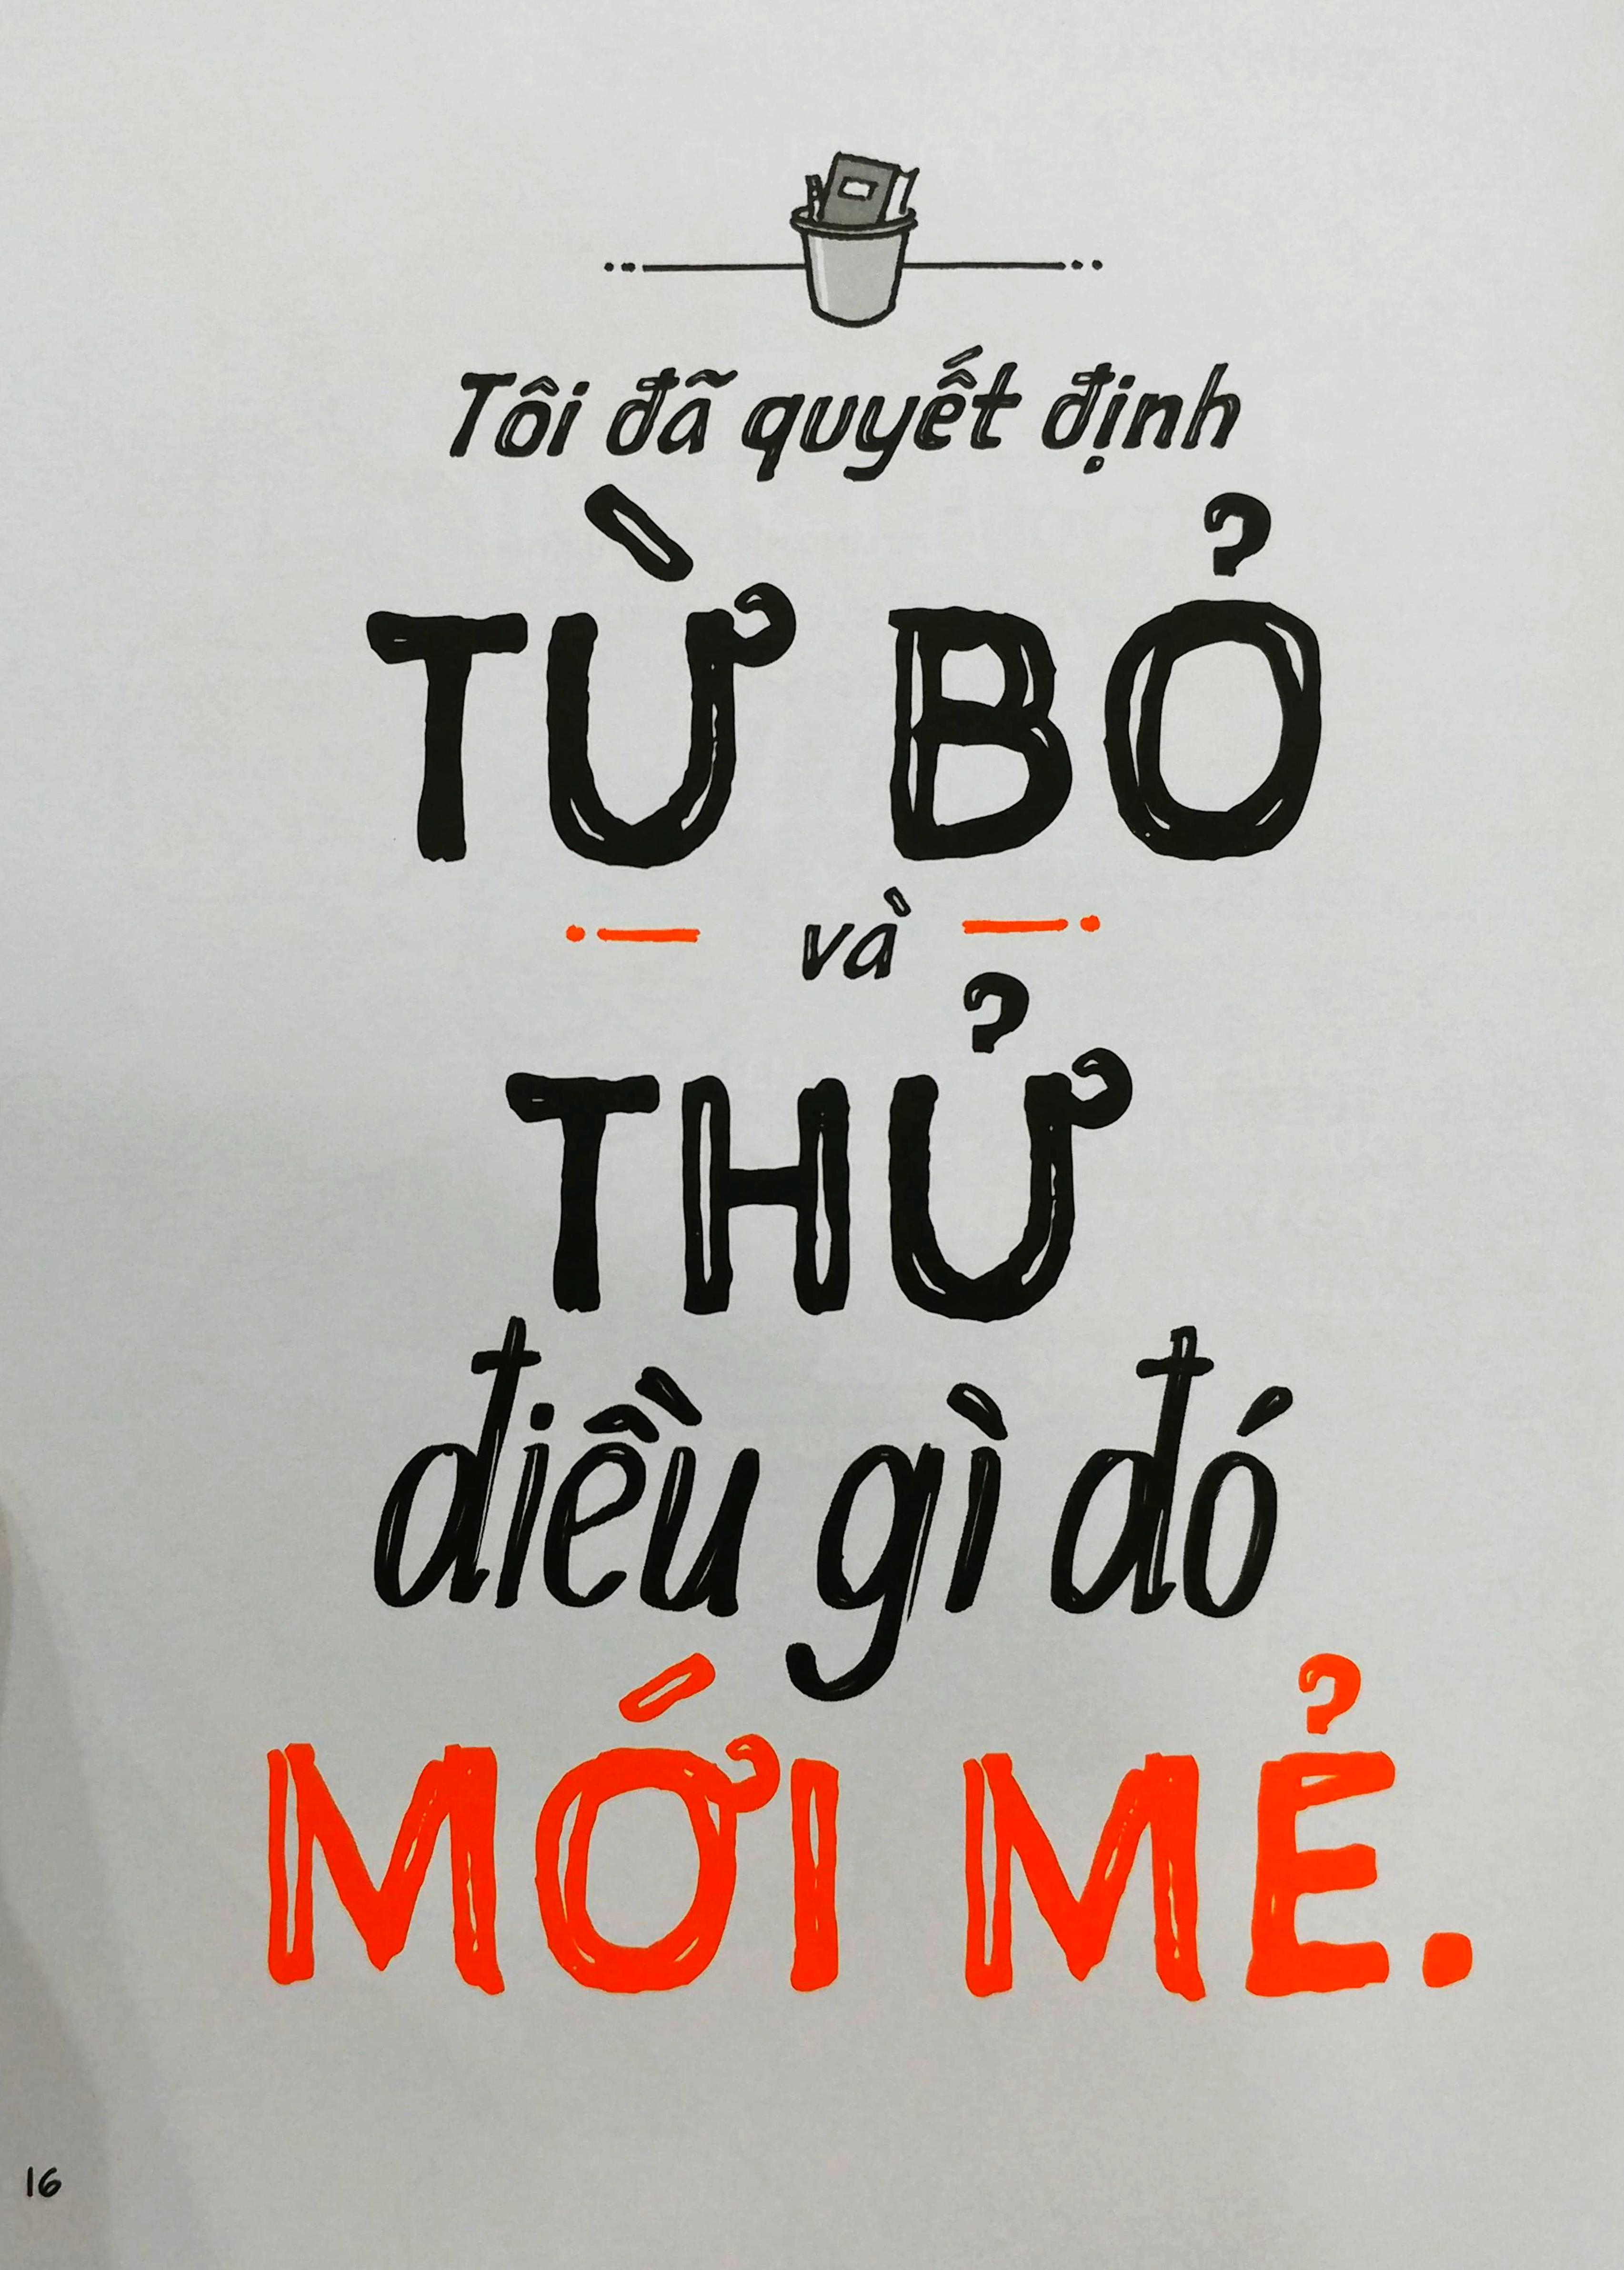 Tôi đã quyết định
TỪ BỎ
và
THỬ
điều gì đó
MỚI MẺ.
16